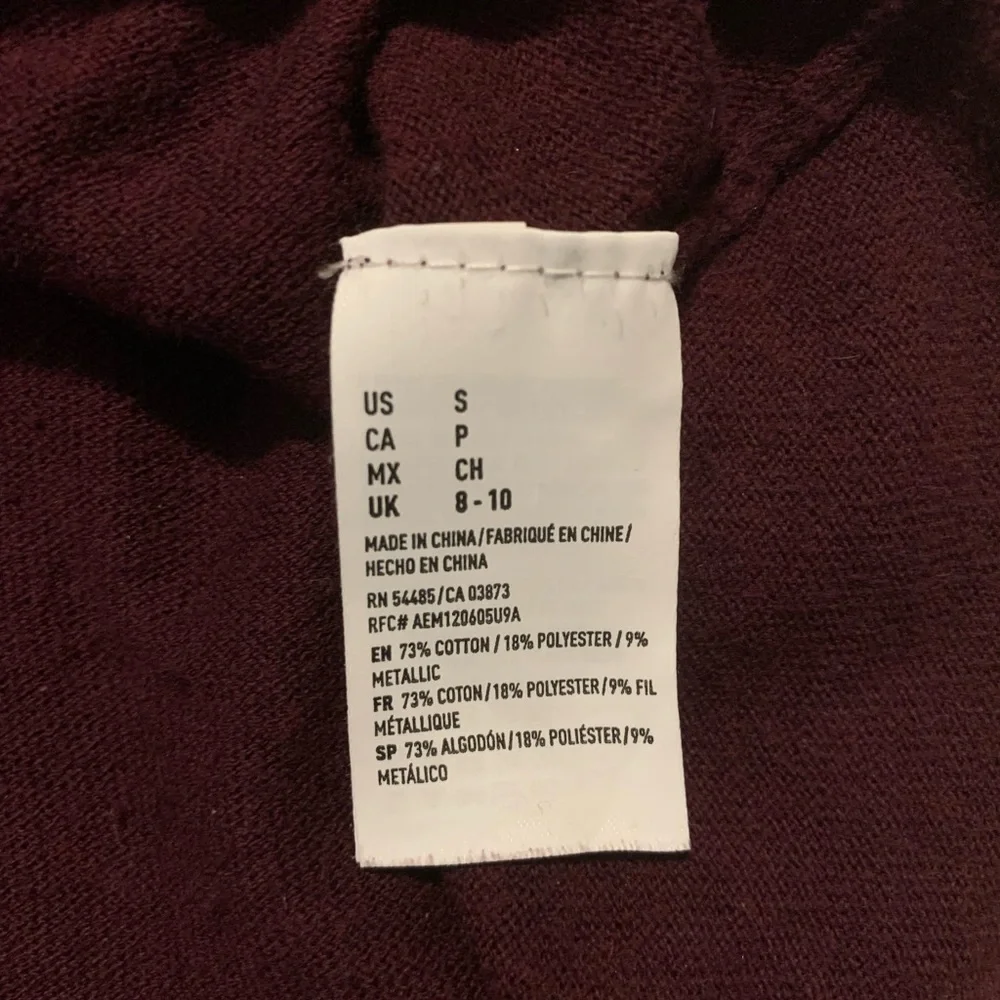 US S
CA P
MX CH
UK 8 - 10
MADE IN CHINA/FABRIQUÉ EN CHINE/
HECHO EN CHINA
RN 54485/CA 03873
RFC# AEM120605U9A
EN 73% COTTON / 18% POLYESTER / 9%
METALLIC
FR 73% COTON/18% POLYESTER/9% FIL
MÉTALLIQUE
SP 73% ALGODÓN/18% POLIÉSTER/9%
METÁLICO